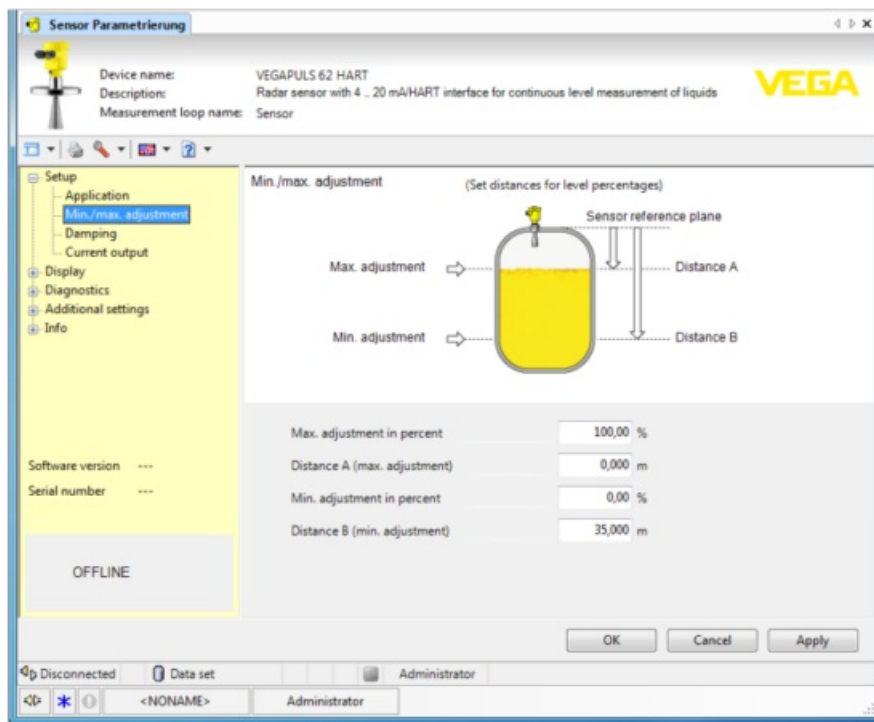 Sensor Parametrierung
Device name: VEGAPULS 62 HART
Description: Radar sensor with 4 .. 20 mA/HART interface for continuous level measurement of liquids
Measurement loop name: Sensor
VEGA
Setup
Application
Min./max. adjustment
Damping
Current output
Display
Diagnostics
Additional settings
Info
Software version ---
Serial number ---
OFFLINE
Min./max. adjustment (Set distances for level percentages)
Sensor reference plane
Max. adjustment Distance A
Min. adjustment Distance B
Max. adjustment in percent 100,00 %
Distance A (max. adjustment) 0,000 m
Min. adjustment in percent 0,00 %
Distance B (min. adjustment) 35,000 m
OK Cancel Apply
Disconnected Data set Administrator
<NONAME> Administrator